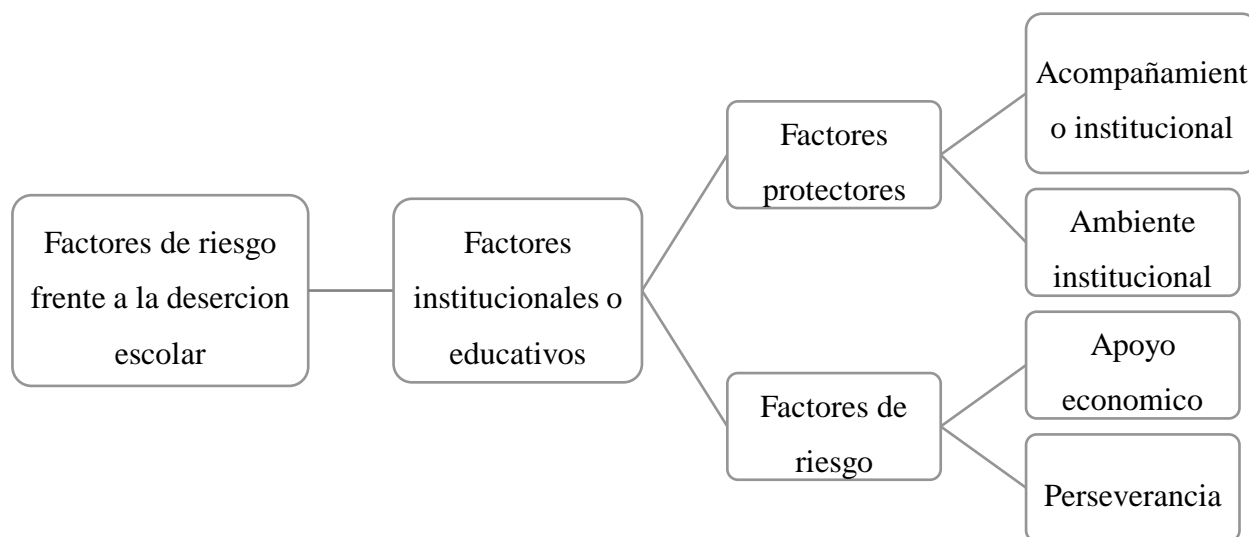 Factores de riesgo
frente a la desercion
escolar
Factores
institucionales o
educativos
Factores
protectores
Factores de
riesgo
Acompañamient
o institucional
Ambiente
institucional
Apoyo
economico
Perseverancia